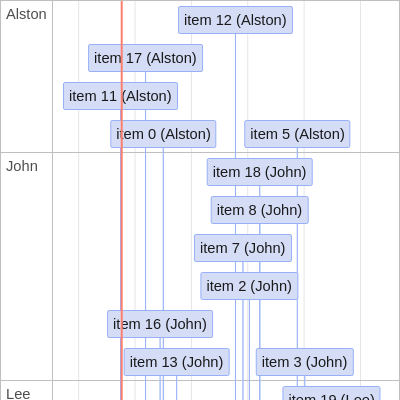 Alston
item 12 (Alston)
item 17 (Alston)
item 11 (Alston)
item 0 (Alston)
item 5 (Alston)
John
item 18 (John)
item 8 (John)
item 7 (John)
item 2 (John)
item 16 (John)
item 13 (John)
item 3 (John)
Lee
item 19 (Lee)